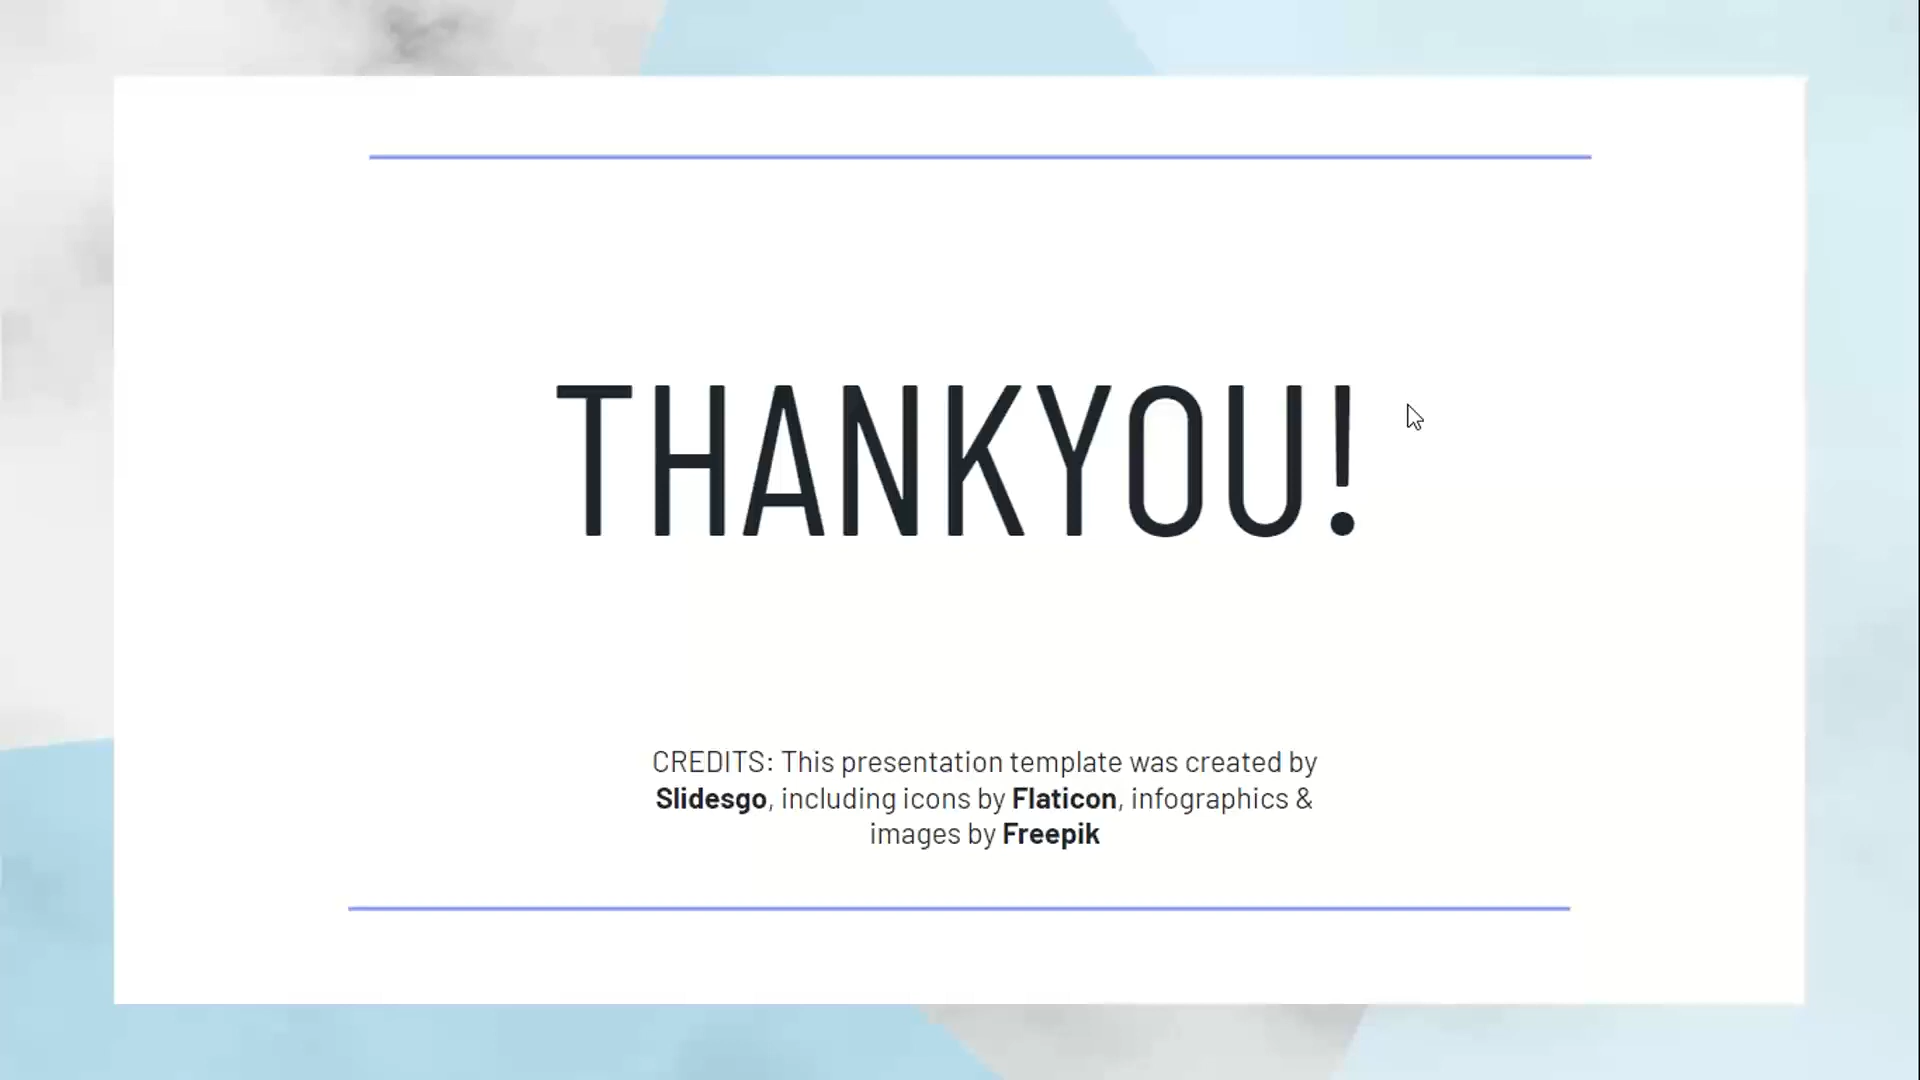 THANKYOU!
CREDITS: This presentation template was created by
Slidesgo, including icons by Flaticon, infographics &
images by Freepik